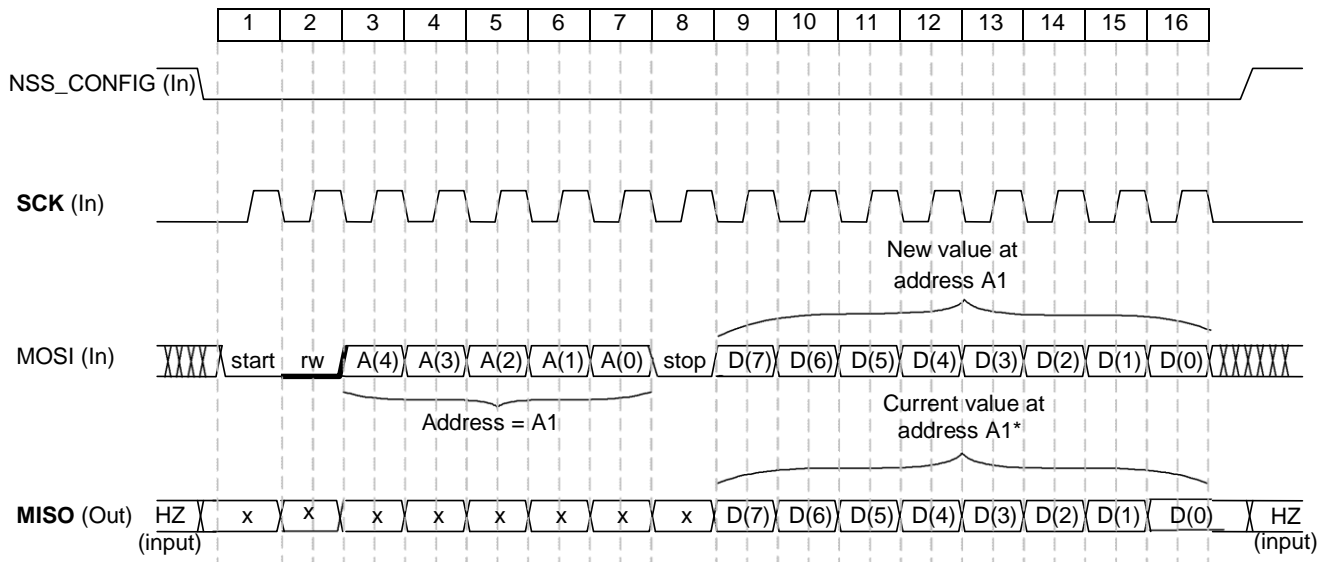 1 2 3 4 5 6 7 8 9 10 11 12 13 14 15 16
NSS_CONFIG (In)
SCK (In)
New value at
address A1
MOSI (In) start rw A(4) A(3) A(2) A(1) A(0) stop D(7) D(6) D(5) D(4) D(3) D(2) D(1) D(0)
Address = A1
Current value at
address A1*
MISO (Out) HZ x x x x x x x x D(7) D(6) D(5) D(4) D(3) D(2) D(1) D(0) HZ
(input) (input)